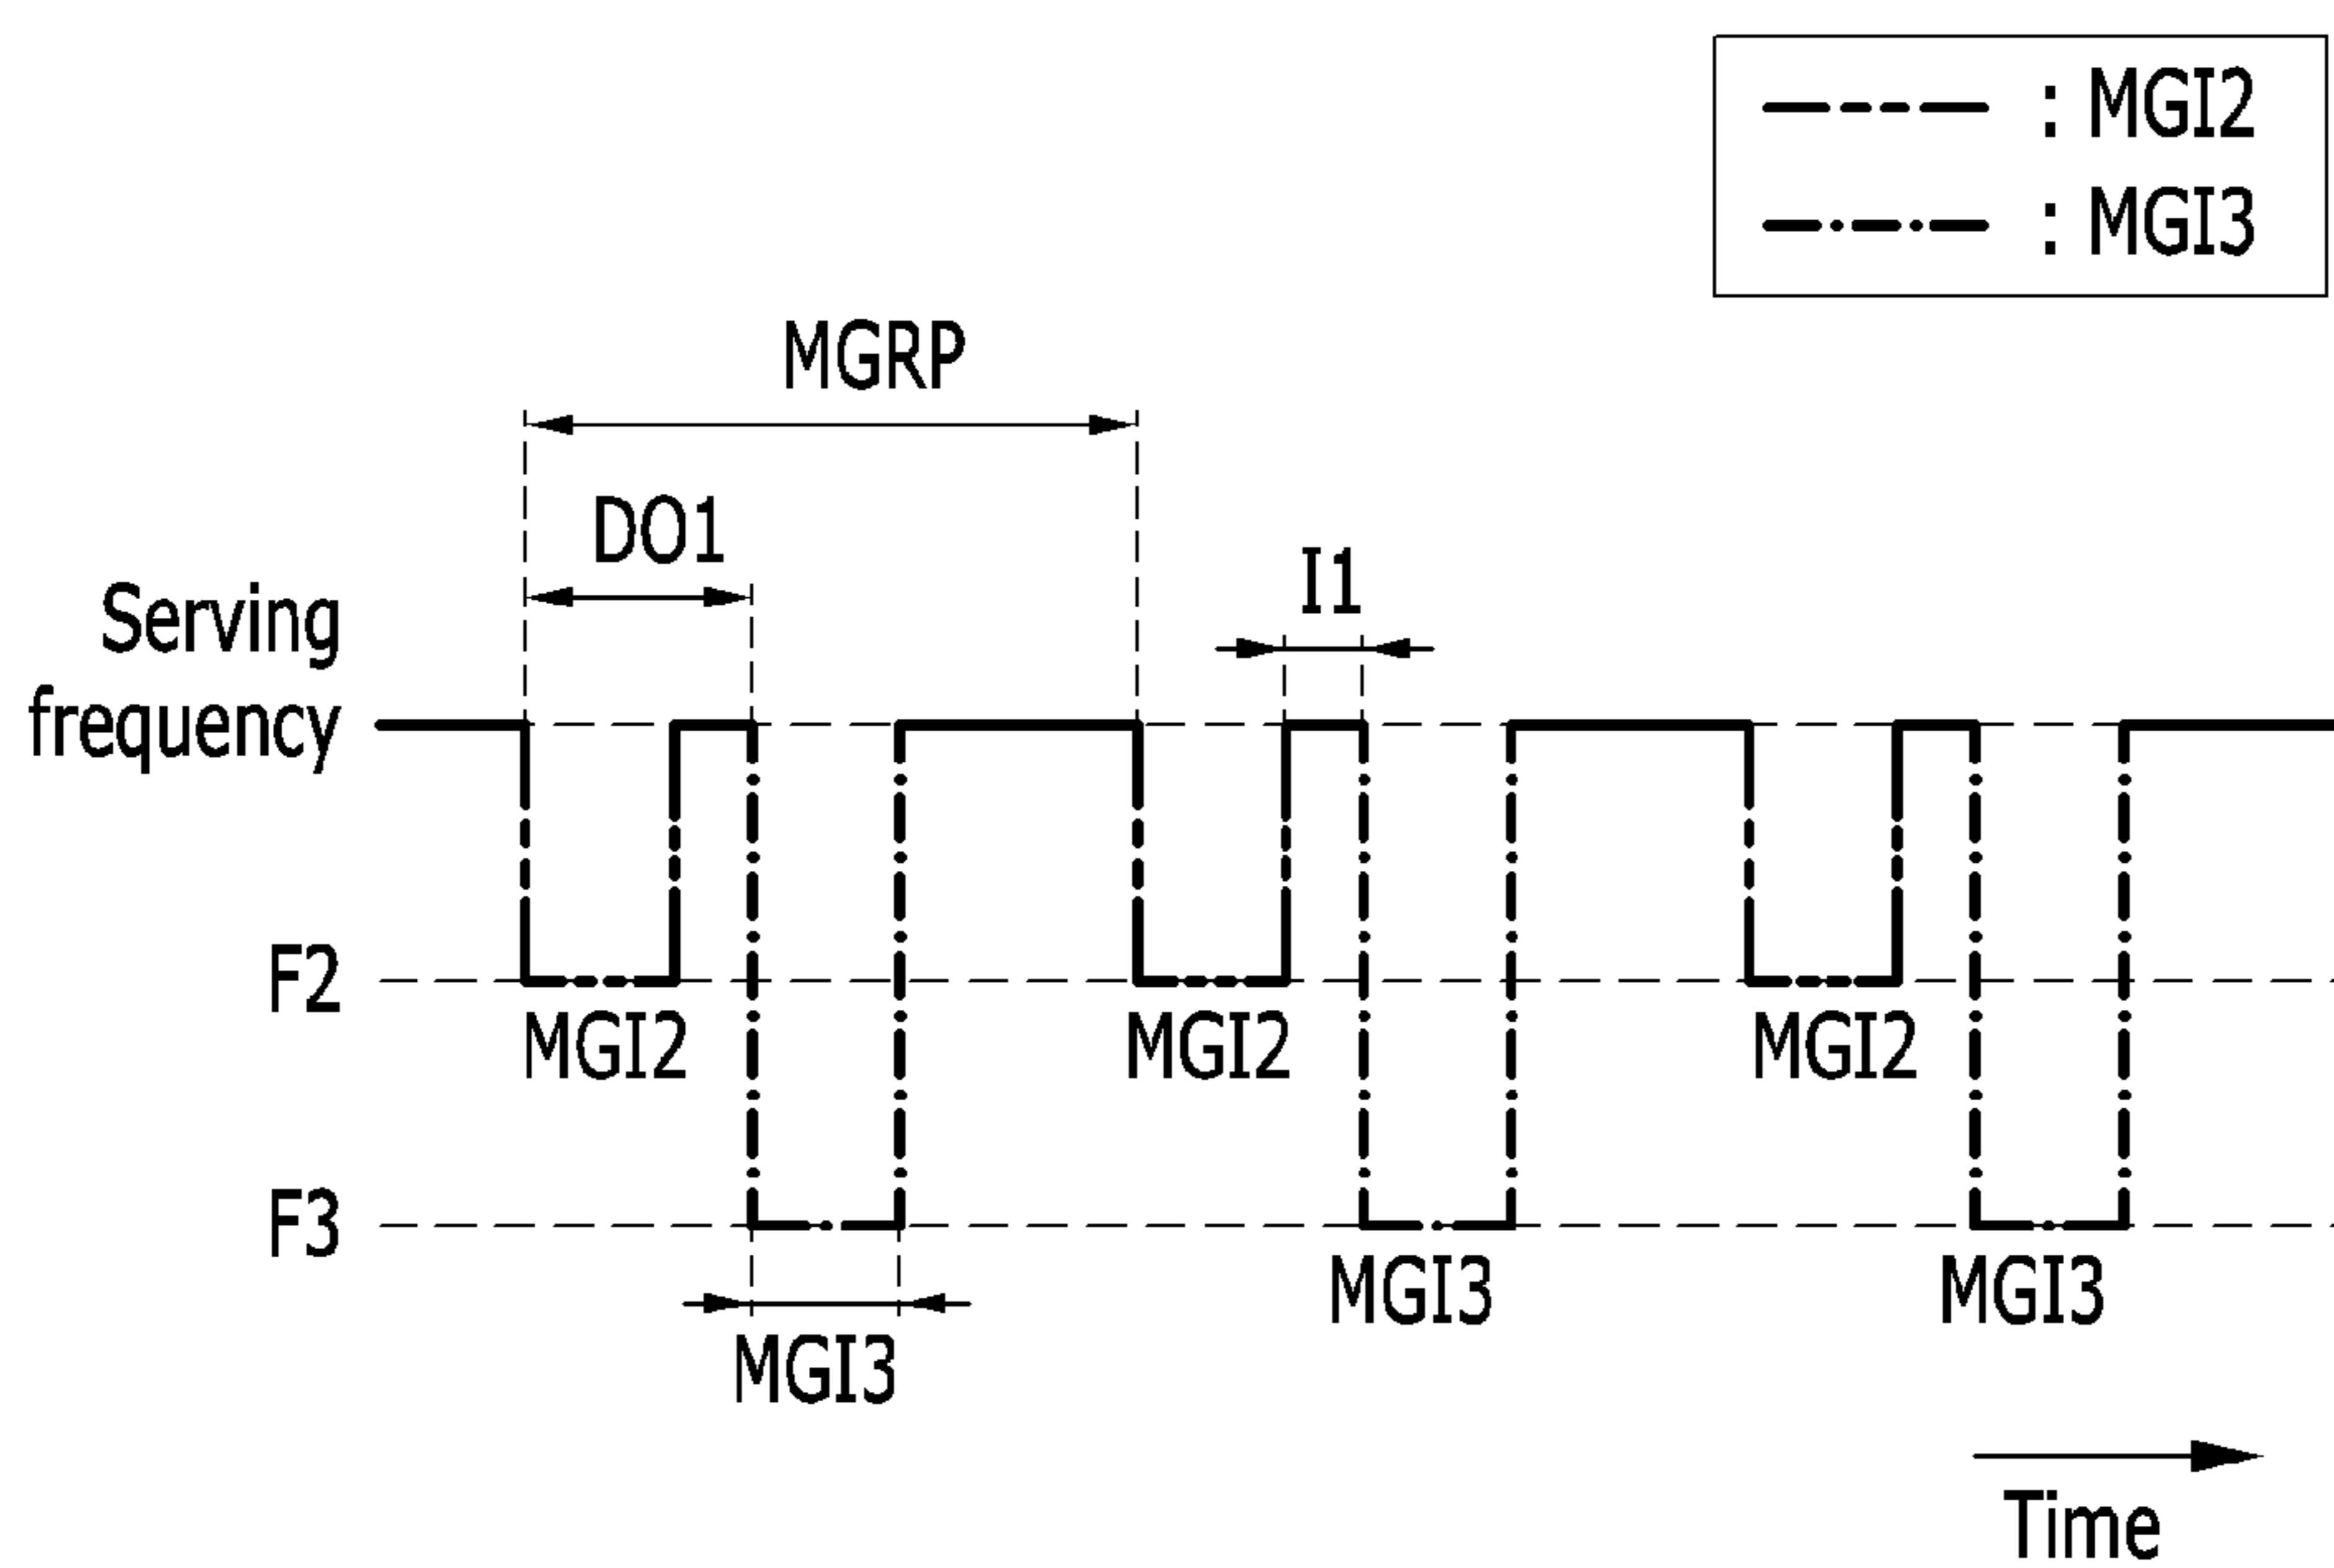 : MGI2
: MGI3
MGRP
DO1
I1
Serving
frequency
F2
MGI2
MGI2
MGI2
F3
MGI3
MGI3
MGI3
Time